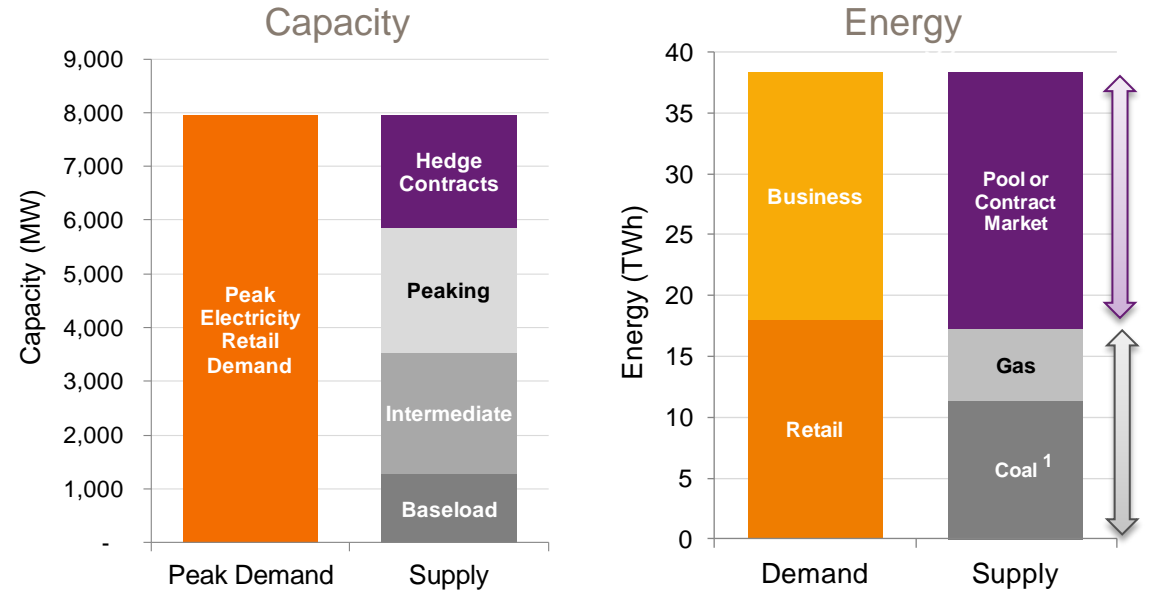 Capacity
9,000
8,000
7,000
6,000
5,000
4,000
3,000
2,000
1,000
-
Capacity (MW)
Peak
Electricity
Retail
Demand
Hedge
Contracts
Peaking
Intermediate
Baseload
Peak Demand
Supply
Energy
40
35
30
25
20
15
10
5
0
Energy (TWh)
Business
Retail
Pool or
Contract
Market
Gas
Coal 1
Demand
Supply